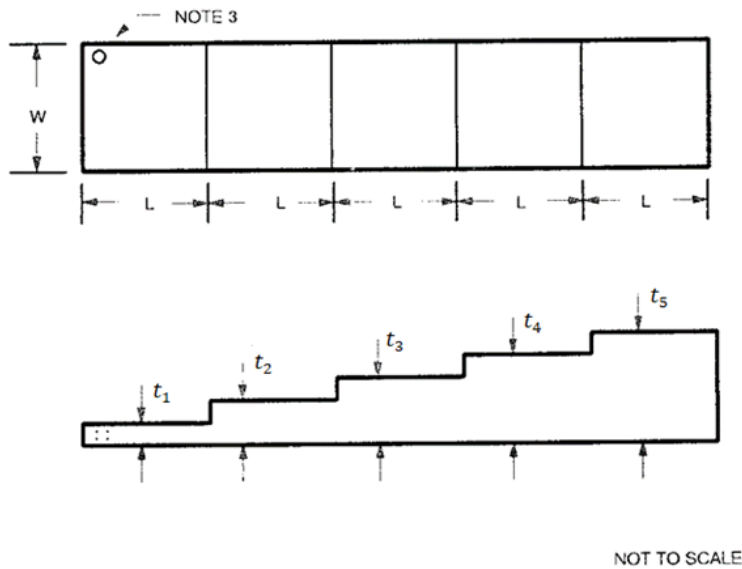 NOTE 3
W
L L L L L
t₁
t₂
t₃
t₄
t₅
NOT TO SCALE